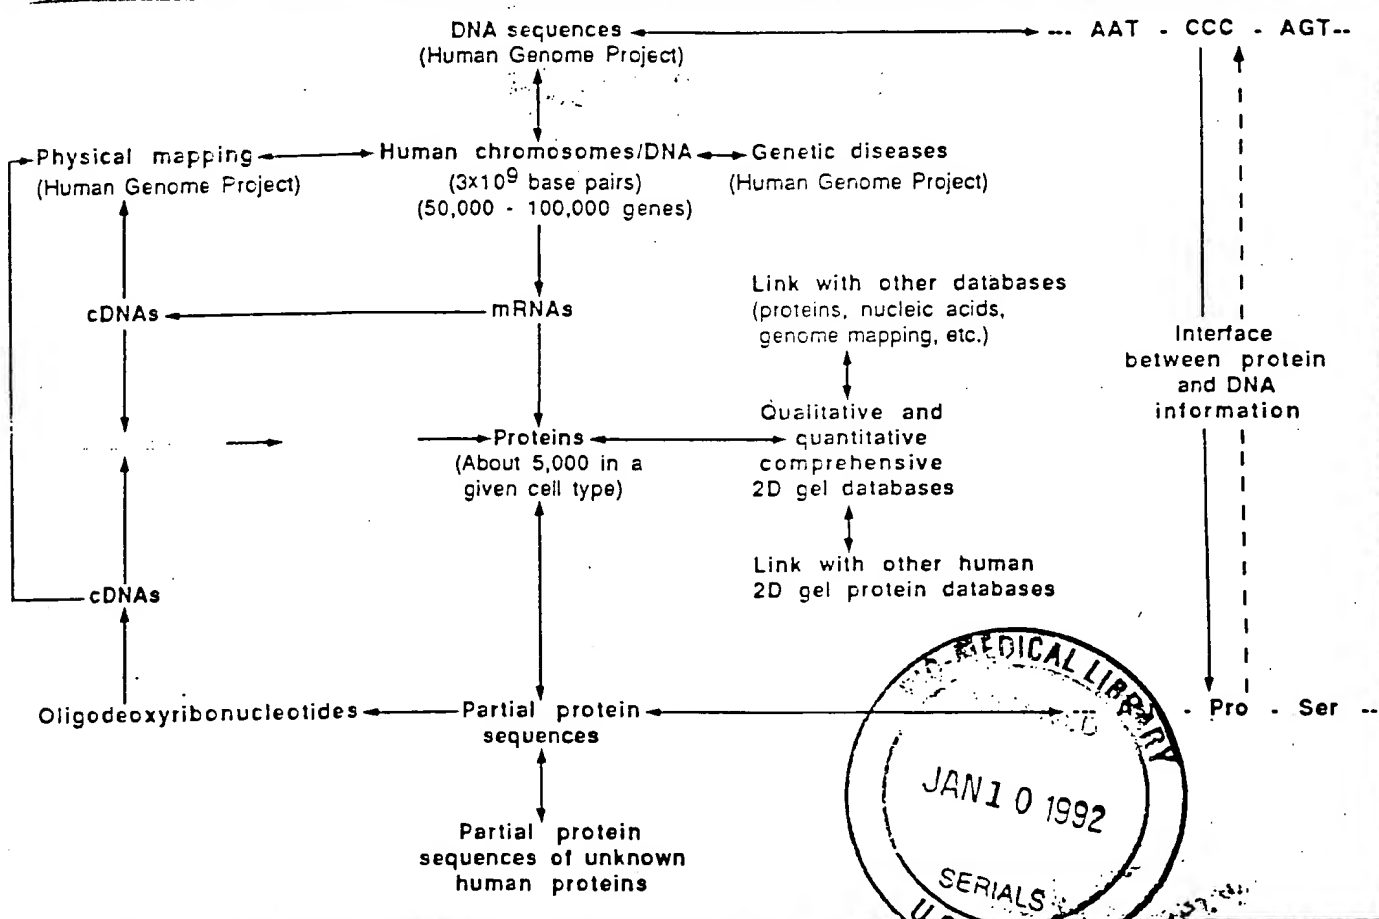 DNA sequences
(Human Genome Project)
--- AAT - CCC - AGT--
Physical mapping
(Human Genome Project)
Human chromosomes/DNA
(3x10⁹ base pairs)
(50,000 - 100,000 genes)
Genetic diseases
(Human Genome Project)
cDNAs
mRNAs
Link with other databases
(proteins, nucleic acids,
genome mapping, etc.)
Interface
between protein
and DNA
information
Proteins
(About 5,000 in a
given cell type)
Qualitative and
quantitative
comprehensive
2D gel databases
Link with other human
2D gel protein databases
cDNAs
Oligodeoxyribonucleotides
Partial protein
sequences
- Pro - Ser --
Partial protein
sequences of unknown
human proteins
BIO-MEDICAL LIBRARY
JAN 10 1992
SERIALS